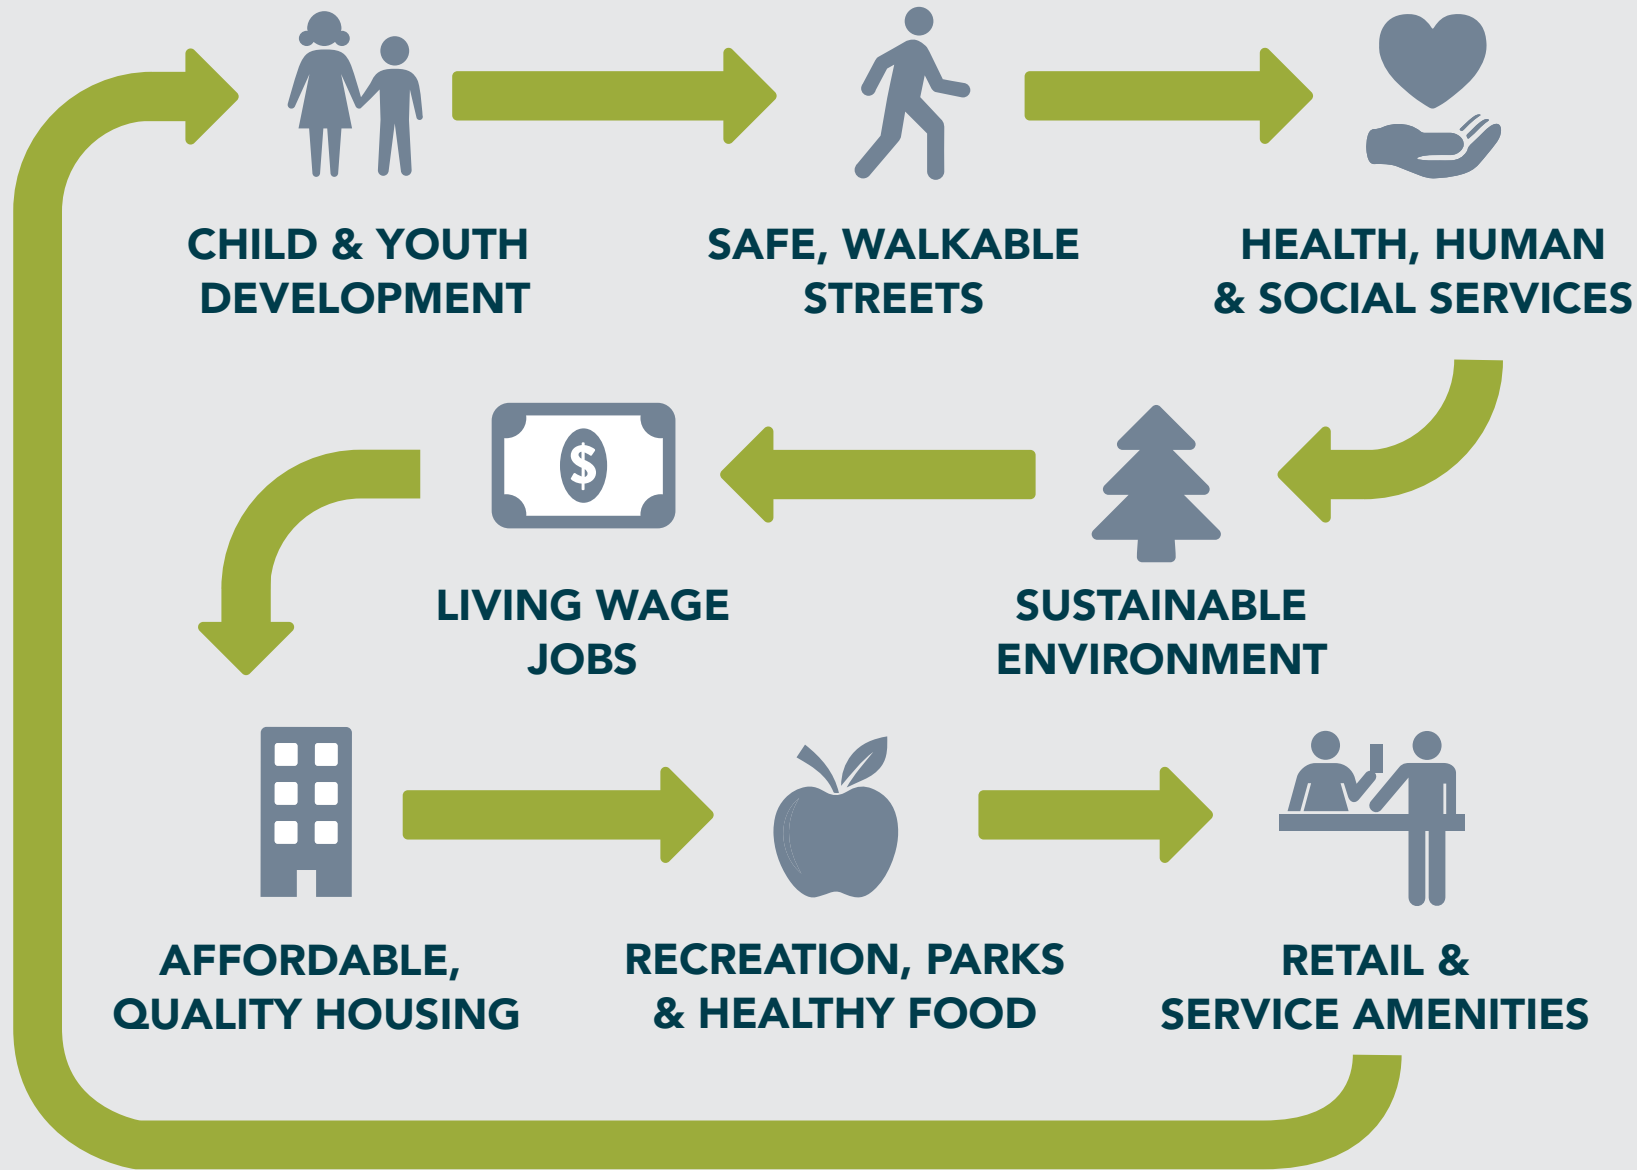 CHILD & YOUTH
DEVELOPMENT
SAFE, WALKABLE
STREETS
HEALTH, HUMAN
& SOCIAL SERVICES
$
SUSTAINABLE
ENVIRONMENT
LIVING WAGE
JOBS
AFFORDABLE,
QUALITY HOUSING
RECREATION, PARKS
& HEALTHY FOOD
RETAIL &
SERVICE AMENITIES